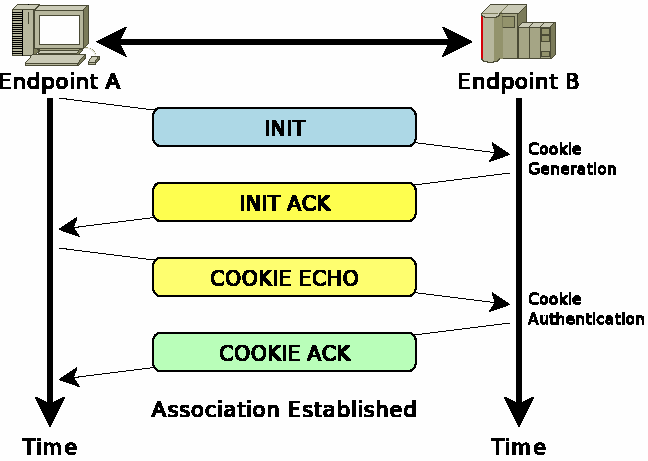 Endpoint A
Endpoint B
INIT
Cookie
Generation
INIT ACK
COOKIE ECHO
Cookie
Authentication
COOKIE ACK
Association Established
Time
Time